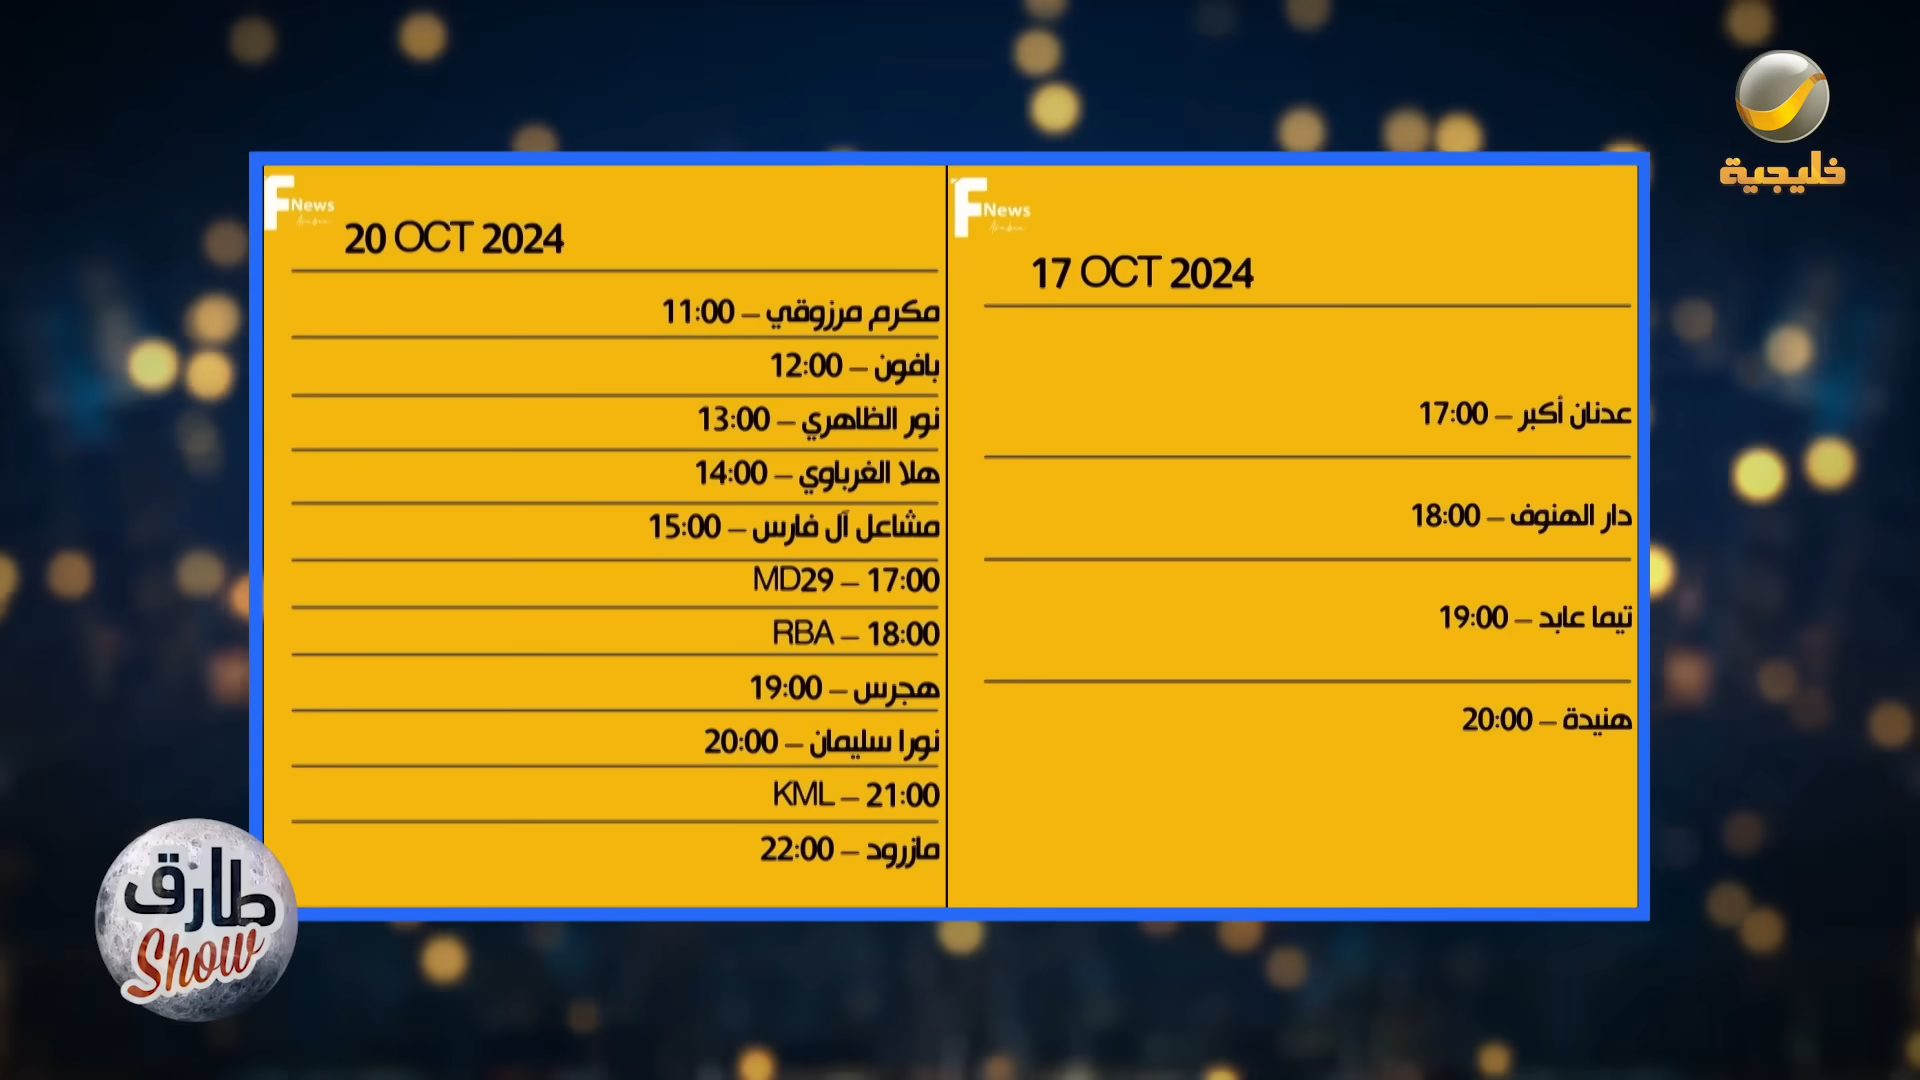 خليجية
F News
17 OCT 2024
عدنان أكبر – 17:00
دار الهنوف – 18:00
تيما عابد – 19:00
هنيدة – 20:00
F News
20 OCT 2024
مكرم مرزوقي – 11:00
بافون – 12:00
نور الظاهري – 13:00
هلا الغرباوي – 14:00
مشاعل آل فارس – 15:00
MD29 – 17:00
RBA – 18:00
هجرس – 19:00
نورا سليمان – 20:00
KML – 21:00
مازرود – 22:00
طارق
Show